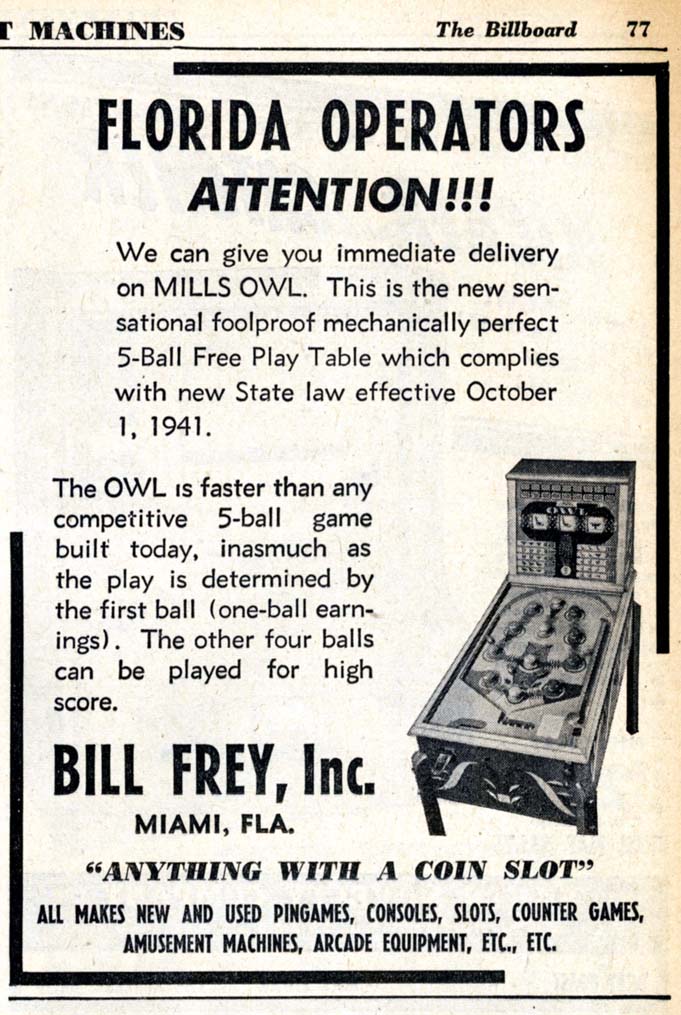 T MACHINES The Billboard 77
FLORIDA OPERATORS
ATTENTION!!!
We can give you immediate delivery
on MILLS OWL. This is the new sen-
sational foolproof mechanically perfect
5-Ball Free Play Table which complies
with new State law effective October
1, 1941.
The OWL is faster than any
competitive 5-ball game
built today, inasmuch as
the play is determined by
the first ball (one-ball earn-
ings). The other four balls
can be played for high
score.
OWL
BILL FREY, Inc.
MIAMI, FLA.
"ANYTHING WITH A COIN SLOT"
ALL MAKES NEW AND USED PINGAMES, CONSOLES, SLOTS, COUNTER GAMES,
AMUSEMENT MACHINES, ARCADE EQUIPMENT, ETC., ETC.